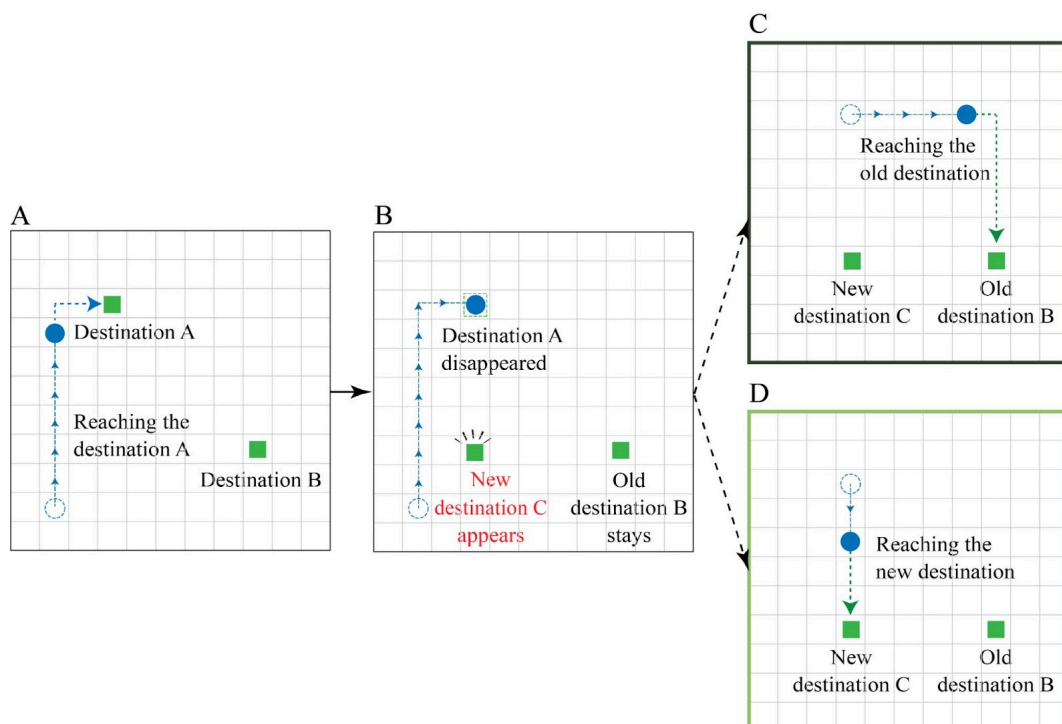 A
Destination A
Reaching the
destination A
Destination B
B
Destination A
disappeared
New
destination C
appears
Old
destination B
stays
C
Reaching the
old destination
New
destination C
Old
destination B
D
Reaching the
new destination
New
destination C
Old
destination B